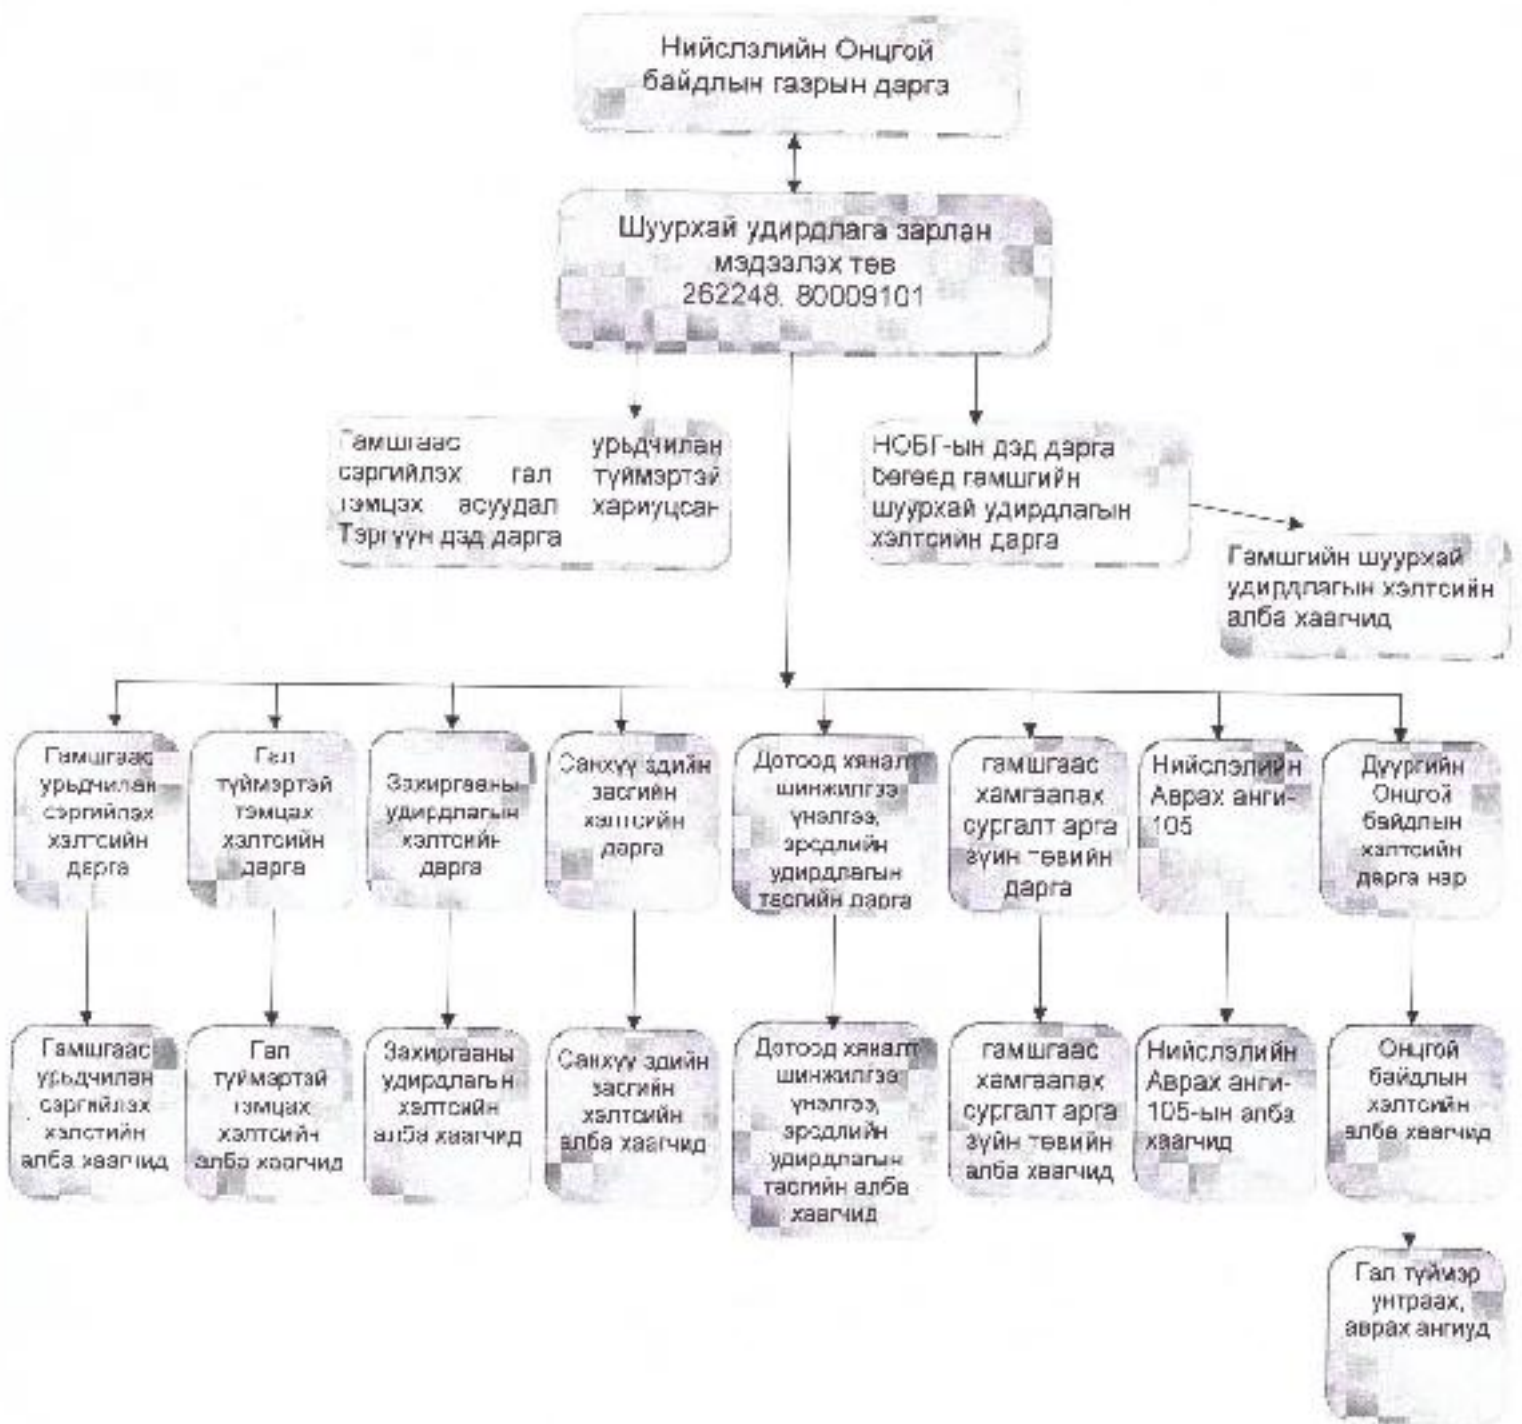 Нийслэлийн Онцгой
байдлын газрын дарга
Шуурхай удирдлага зарлан
мэдээлэх төв
262248. 80009101
Гамшгаас урьдчилан
сэргийлэх гал түймэртэй
тэмцэх асуудал хариуцсан
Тэргүүн дэд дарга
НОБГ-ын дэд дарга
бөгөөд гамшгийн
шуурхай удирдлагын
хэлтсийн дарга
Гамшгийн шуурхай
удирдлагын хэлтсийн
алба хаагчид
Гамшгаас
урьдчилан
сэргийлэх
хэлтсийн
дарга
Гал
түймэртэй
тэмцэх
хэлтсийн
дарга
Захиргааны
удирдлагын
хэлтсийн
дарга
Санхүү эдийн
засгийн
хэлтсийн
дарга
Дотоод хяналт
шинжилгээ
үнэлгээ,
эрсдлийн
удирдлагын
тасгийн дарга
гамшгаас
хамгаалах
сургалт арга
зүйн төвийн
дарга
Нийслэлийн
Аврах анги-
105
Дүүргийн
Онцгой
байдлын
хэлтсийн
дарга нар
Гамшгаас
урьдчилан
сэргийлэх
хэлстийн
алба хаагчид
Гал
түймэртэй
тэмцэх
хэлтсийн
алба хаагчид
Захиргааны
удирдлагын
хэлтсийн
алба хаагчид
Санхүү эдийн
засгийн
хэлтсийн
алба хаагчид
Дотоод хяналт
шинжилгээ
үнэлгээ,
эрсдлийн
удирдлагын
тасгийн алба
хаагчид
гамшгаас
хамгаалах
сургалт арга
зүйн төвийн
алба хаагчид
Нийслэлийн
Аврах анги-
105-ын алба
хаагчид
Онцгой
байдлын
хэлтсийн
алба хаагчид
Гал түймэр
унтраах,
аврах ангиуд